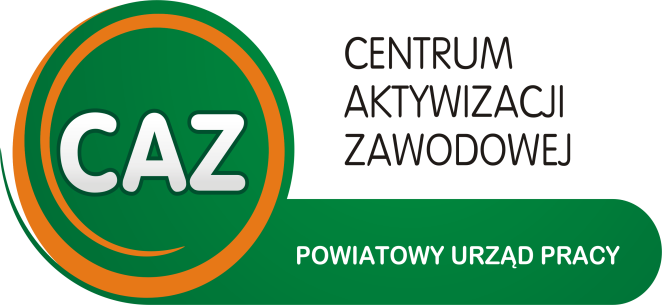 CAZ
CENTRUM
AKTYWIZACJI
ZAWODOWEJ
POWIATOWY URZĄD PRACY